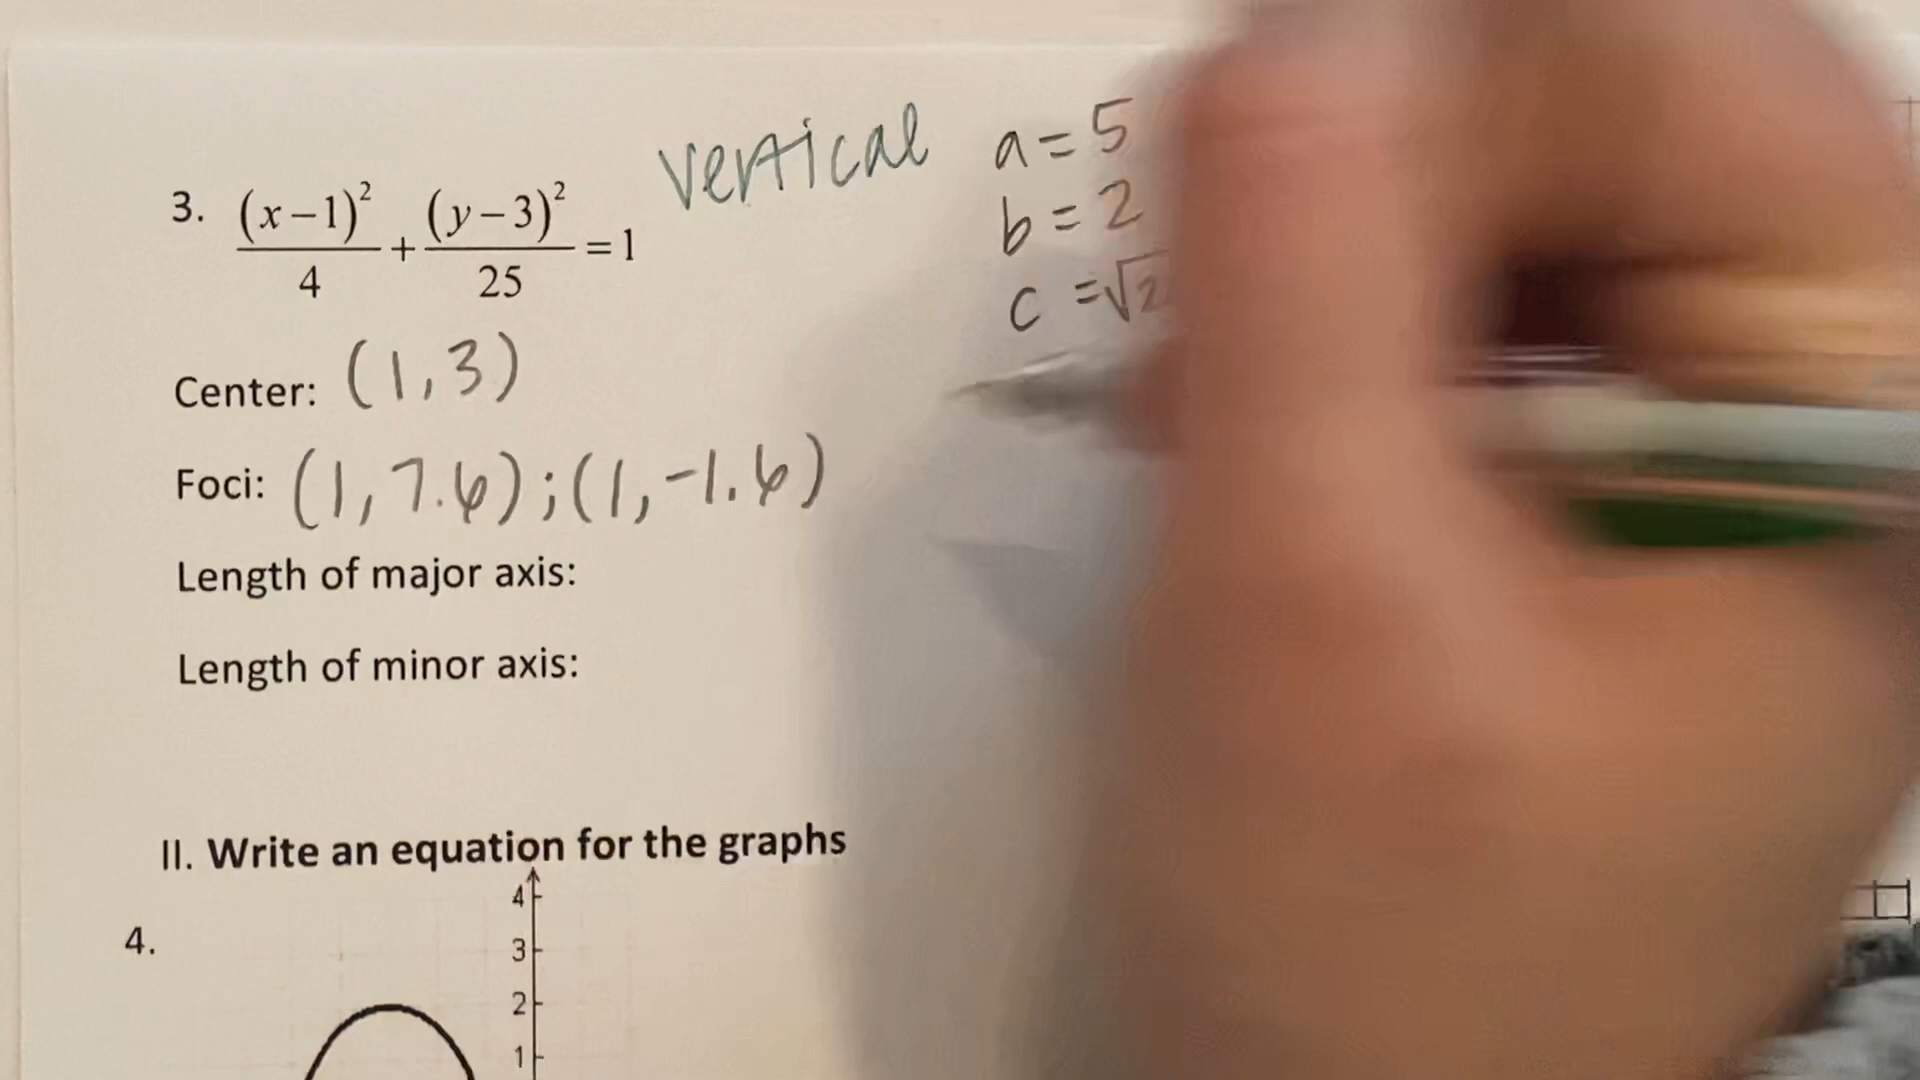 vertical a = 5
b = 2
c = √2
3. (x−1)²/4 + (y−3)²/25 = 1
Center: (1,3)
Foci: (1,7.6);(1,-1.6)
Length of major axis:
Length of minor axis:
II. Write an equation for the graphs
4.
4
3
2
1